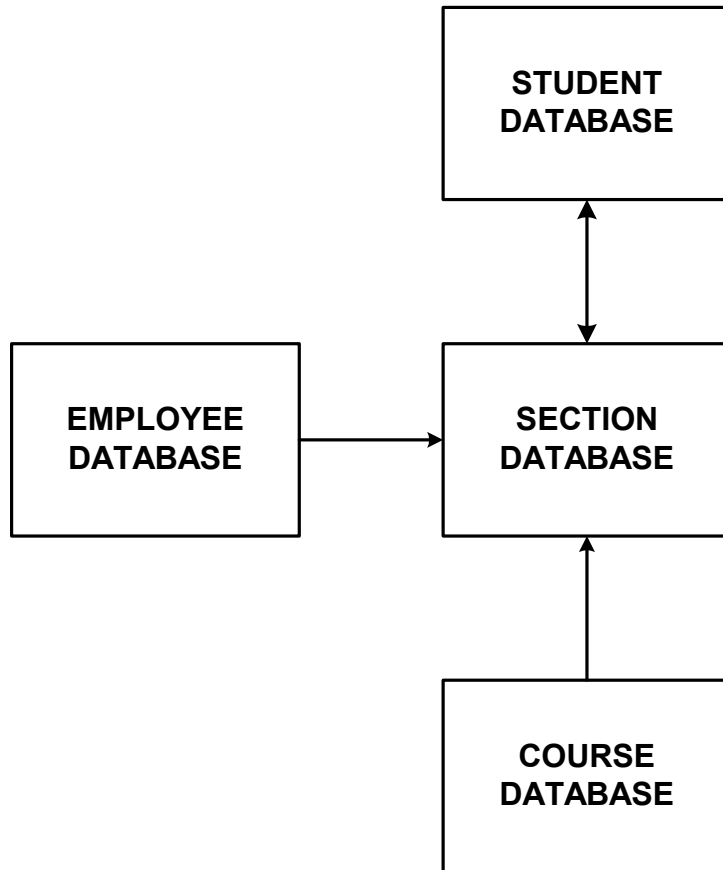 STUDENT
DATABASE
EMPLOYEE
DATABASE
SECTION
DATABASE
COURSE
DATABASE